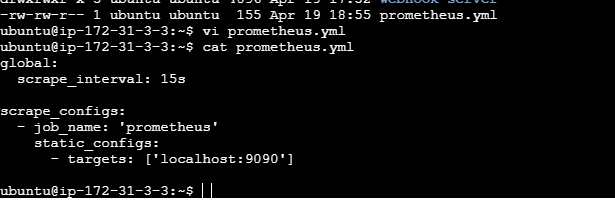 drwxrwxr-x 3 ubuntu ubuntu 4096 Apr 19 17:52 webhook-server
-rw-rw-r-- 1 ubuntu ubuntu  155 Apr 19 18:55 prometheus.yml
ubuntu@ip-172-31-3-3:~$ vi prometheus.yml
ubuntu@ip-172-31-3-3:~$ cat prometheus.yml
global:
  scrape_interval: 15s

scrape_configs:
  - job_name: 'prometheus'
    static_configs:
      - targets: ['localhost:9090']

ubuntu@ip-172-31-3-3:~$